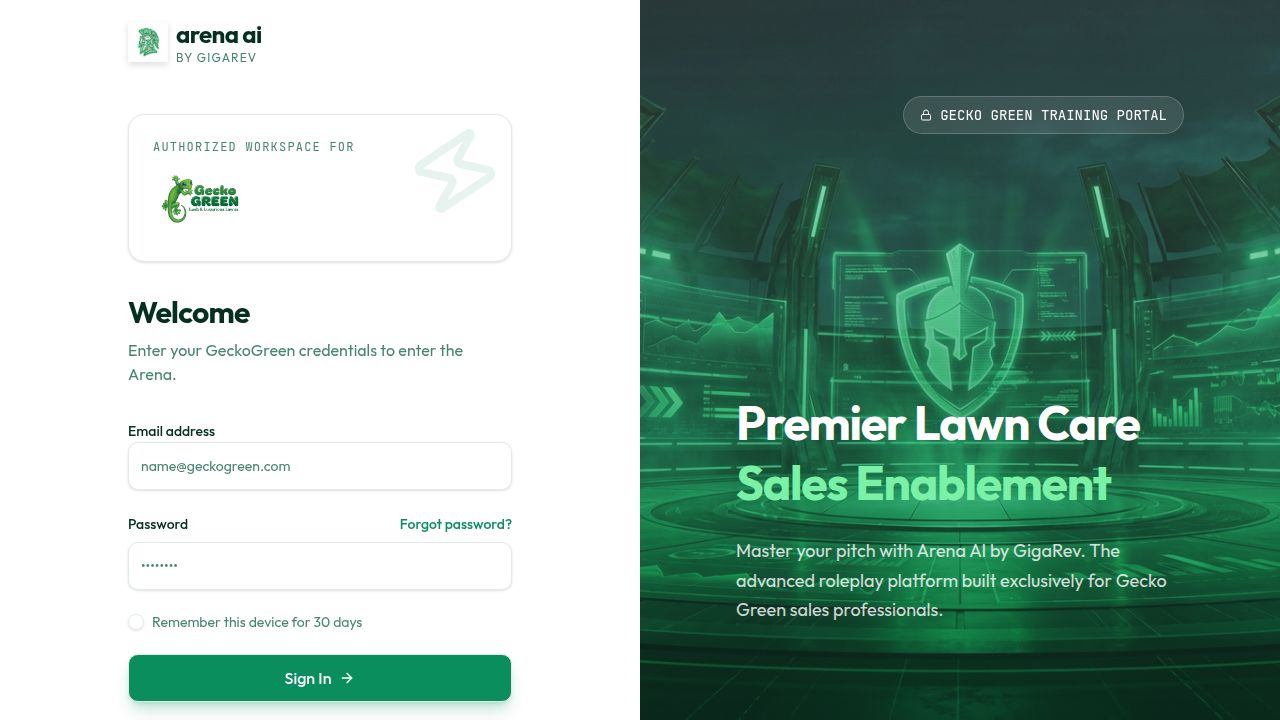 arena ai
BY GIGAREV
AUTHORIZED WORKSPACE FOR
Gecko
GREEN
Welcome
Enter your GeckoGreen credentials to enter the
Arena.
Email address
name@geckogreen.com
Password
Forgot password?
••••••••
Remember this device for 30 days
Sign In →
GECKO GREEN TRAINING PORTAL
Premier Lawn Care
Sales Enablement
Master your pitch with Arena AI by GigaRev. The
advanced roleplay platform built exclusively for Gecko
Green sales professionals.